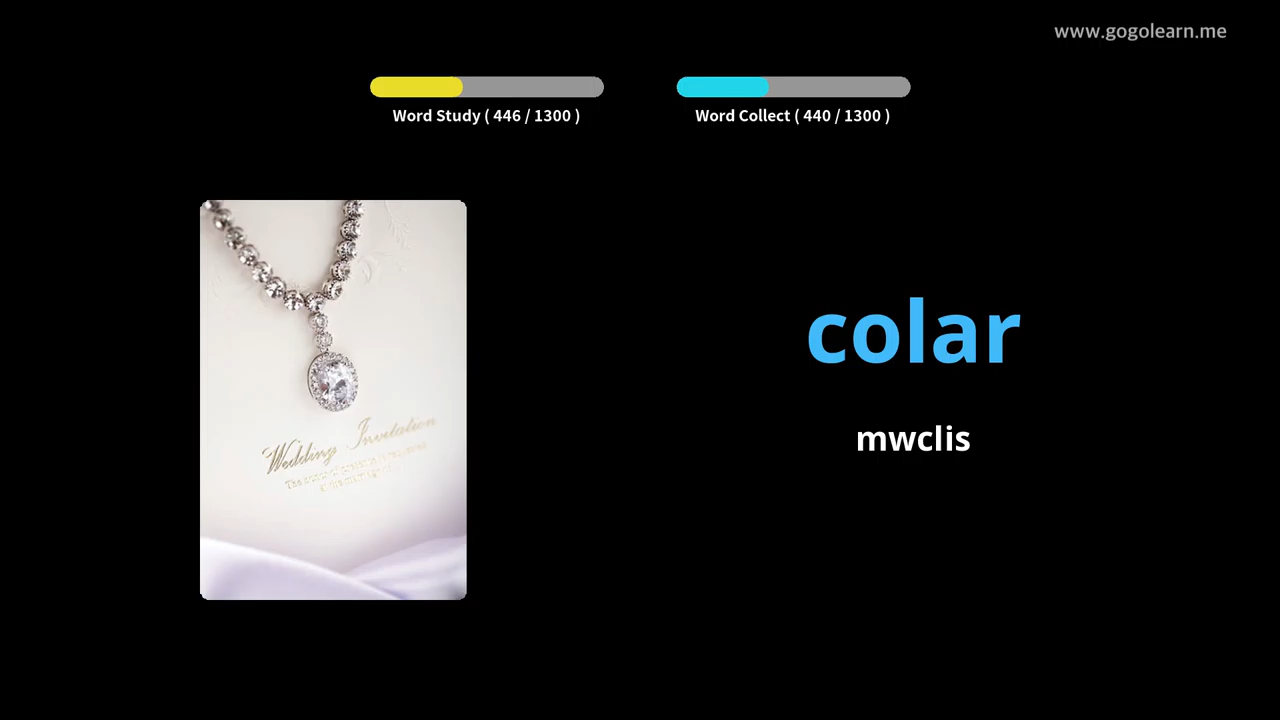 www.gogolearn.me
Word Study ( 446 / 1300 )
Word Collect ( 440 / 1300 )
colar
mwclis
Wedding Invitation